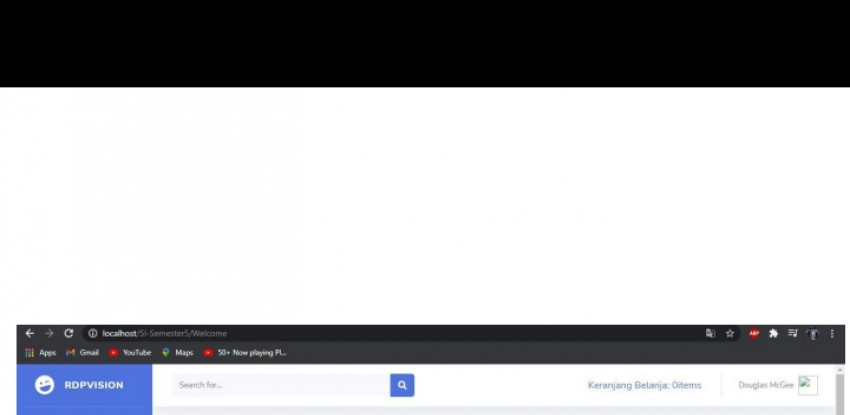 localhost/SI-Semester5/Welcome
ABP
Apps Gmail YouTube Maps 50+ Now playing Pl...
RDPVISION Search for... Keranjang Belanja: 0items Douglas McGee